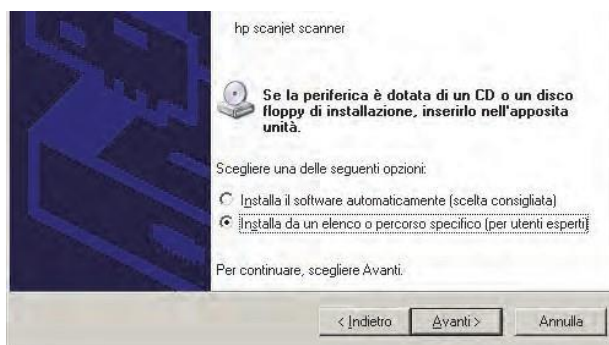 hp scanjet scanner
Se la periferica è dotata di un CD o un disco
floppy di installazione, inserirlo nell'apposita
unità.
Scegliere una delle seguenti opzioni:
Installa il software automaticamente (scelta consigliata)
Installa da un elenco o percorso specifico (per utenti esperti)
Per continuare, scegliere Avanti.
< Indietro
Avanti >
Annulla